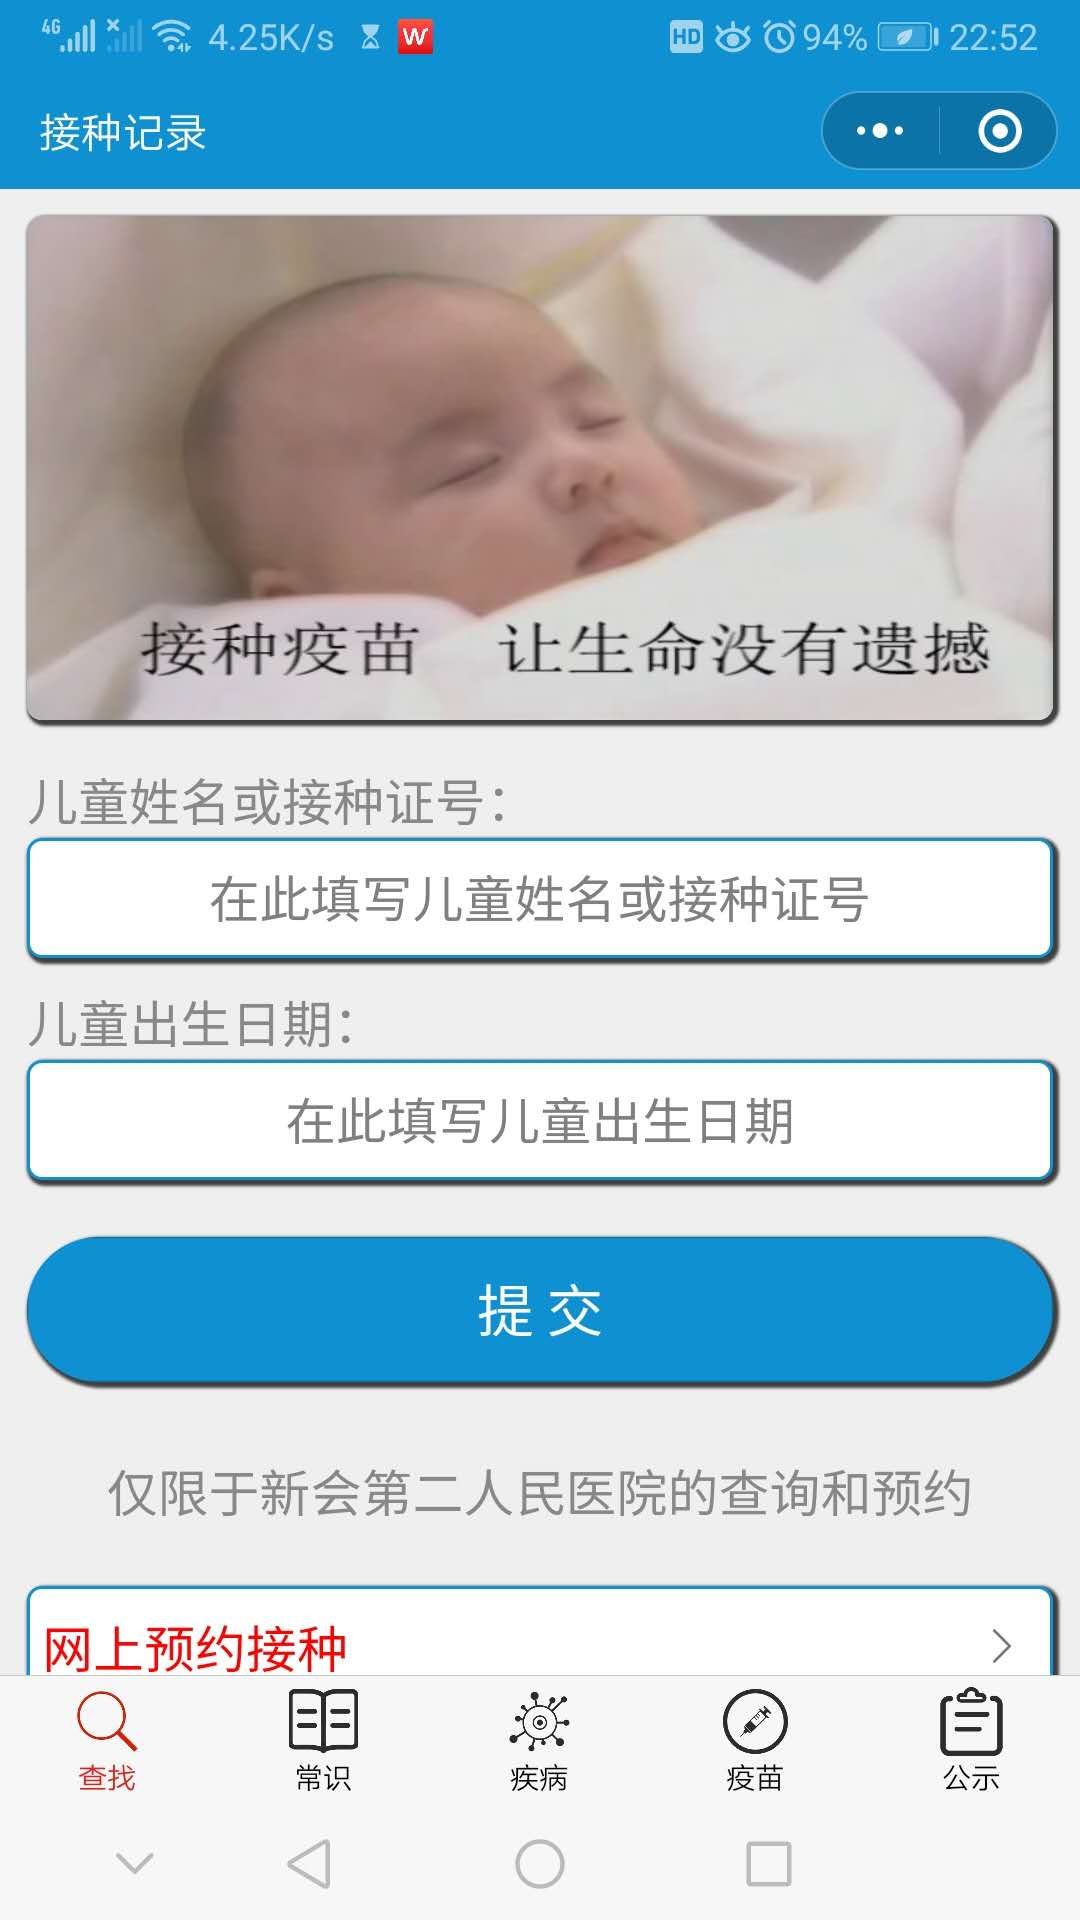 4G 4.25K/s W HD 94% 22:52
接种记录
接种疫苗 让生命没有遗憾
儿童姓名或接种证号：
在此填写儿童姓名或接种证号
儿童出生日期：
在此填写儿童出生日期
提 交
仅限于新会第二人民医院的查询和预约
网上预约接种
查找 常识 疾病 疫苗 公示